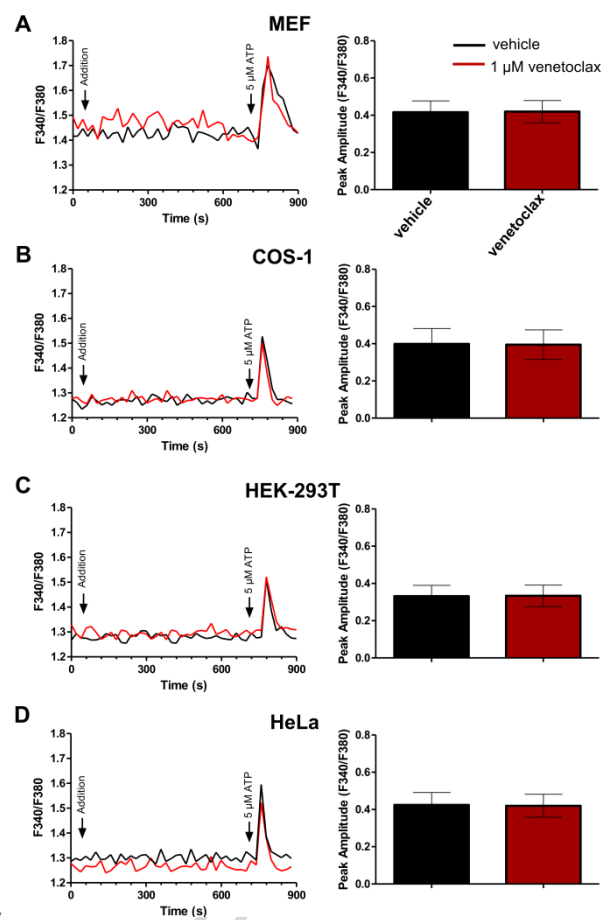 A
MEF
1.8
1.7
1.6
1.5
1.4
1.3
1.2
F340/F380
Addition
5 µM ATP
0
300
600
900
Time (s)
Peak Amplitude (F340/F380)
0.8
0.6
0.4
0.2
0.0
vehicle
1 µM venetoclax
vehicle
venetoclax
B
COS-1
1.8
1.7
1.6
1.5
1.4
1.3
1.2
F340/F380
Addition
5 µM ATP
0
300
600
900
Time (s)
Peak Amplitude (F340/F380)
0.8
0.6
0.4
0.2
0.0
C
HEK-293T
1.8
1.7
1.6
1.5
1.4
1.3
1.2
F340/F380
Addition
5 µM ATP
0
300
600
900
Time (s)
Peak Amplitude (F340/F380)
0.8
0.6
0.4
0.2
0.0
D
HeLa
1.8
1.7
1.6
1.5
1.4
1.3
1.2
F340/F380
Addition
5 µM ATP
0
300
600
900
Time (s)
Peak Amplitude (F340/F380)
0.8
0.6
0.4
0.2
0.0